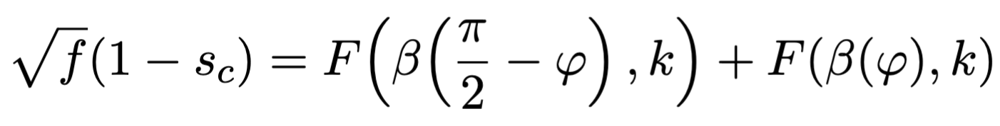 √f(1 − s_c) = F(β(π/2 − φ), k) + F(β(φ), k)